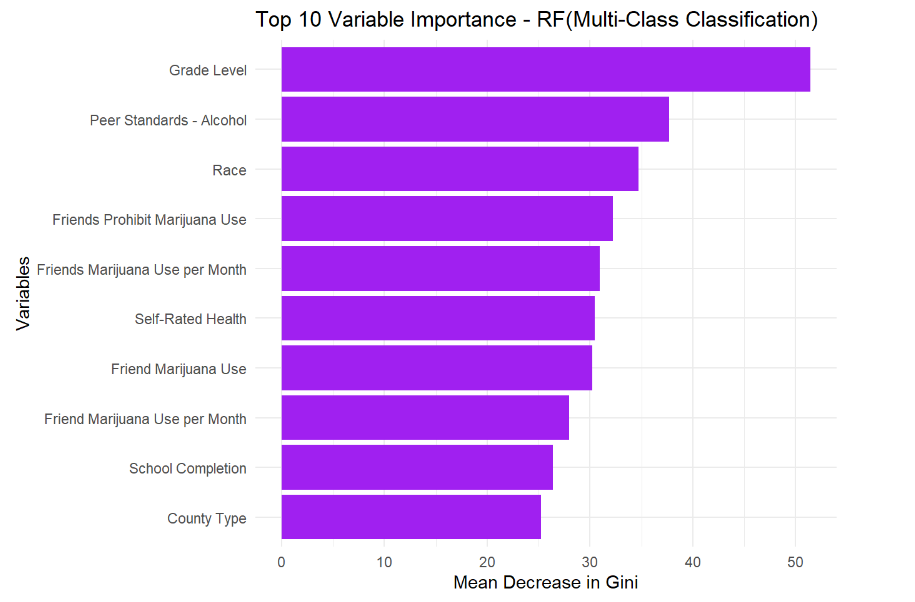 Top 10 Variable Importance - RF(Multi-Class Classification)
Variables
Grade Level
Peer Standards - Alcohol
Race
Friends Prohibit Marijuana Use
Friends Marijuana Use per Month
Self-Rated Health
Friend Marijuana Use
Friend Marijuana Use per Month
School Completion
County Type
0 10 20 30 40 50
Mean Decrease in Gini